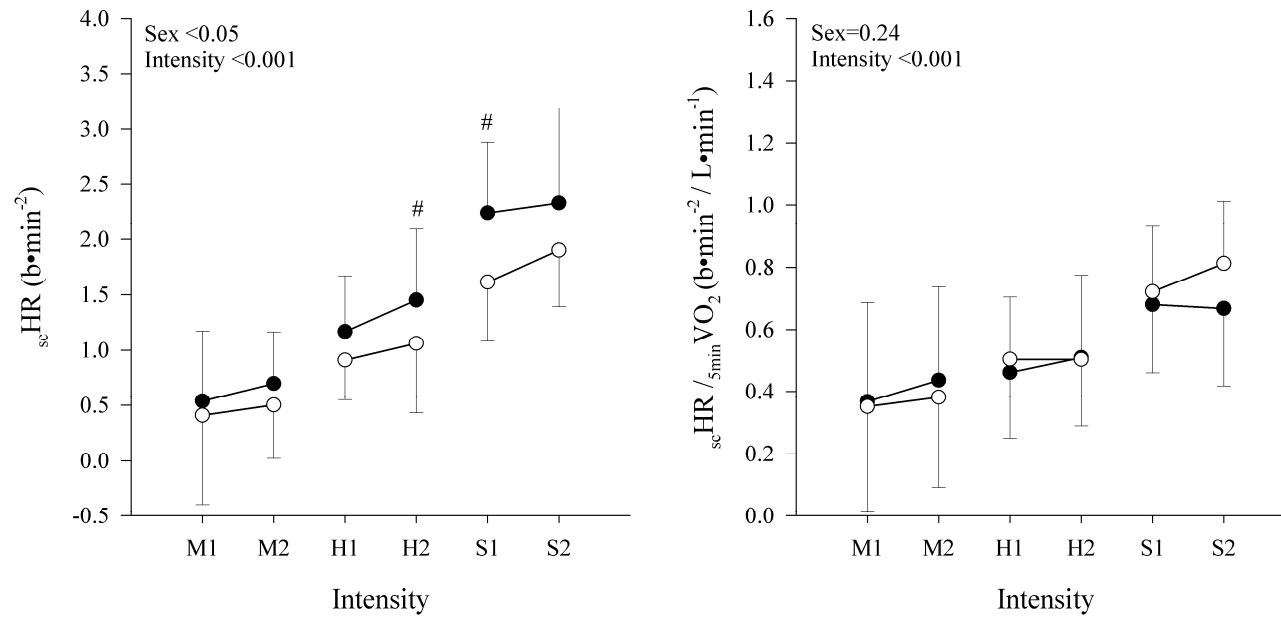 Sex <0.05
Intensity <0.001
scHR (b•min-2)
4.0
3.5
3.0
2.5
2.0
1.5
1.0
0.5
0.0
-0.5
#
#
M1 M2 H1 H2 S1 S2
Intensity
Sex=0.24
Intensity <0.001
scHR /5minVO2 (b•min-2 / L•min-1)
1.6
1.4
1.2
1.0
0.8
0.6
0.4
0.2
0.0
M1 M2 H1 H2 S1 S2
Intensity